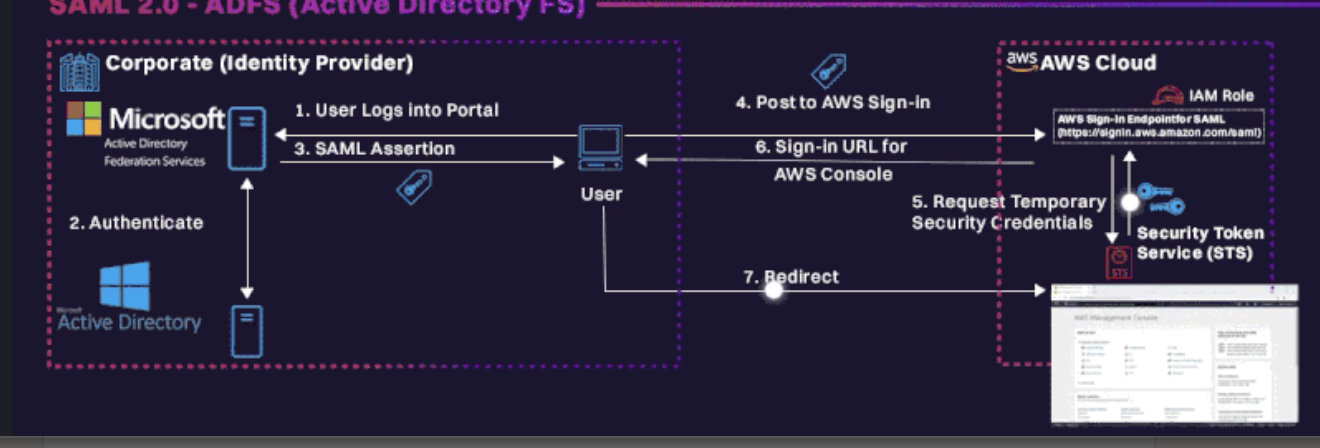 SAML 2.0 - ADFS (Active Directory FS)
Corporate (Identity Provider)
Microsoft
Active Directory
Federation Services
1. User Logs into Portal
3. SAML Assertion
2. Authenticate
Microsoft
Active Directory
User
4. Post to AWS Sign-in
6. Sign-in URL for
AWS Console
5. Request Temporary
Security Credentials
7. Redirect
aws AWS Cloud
IAM Role
AWS Sign-in Endpointfor SAML
(https://signin.aws.amazon.com/saml)
Security Token
Service (STS)
STS
AWS Management Console